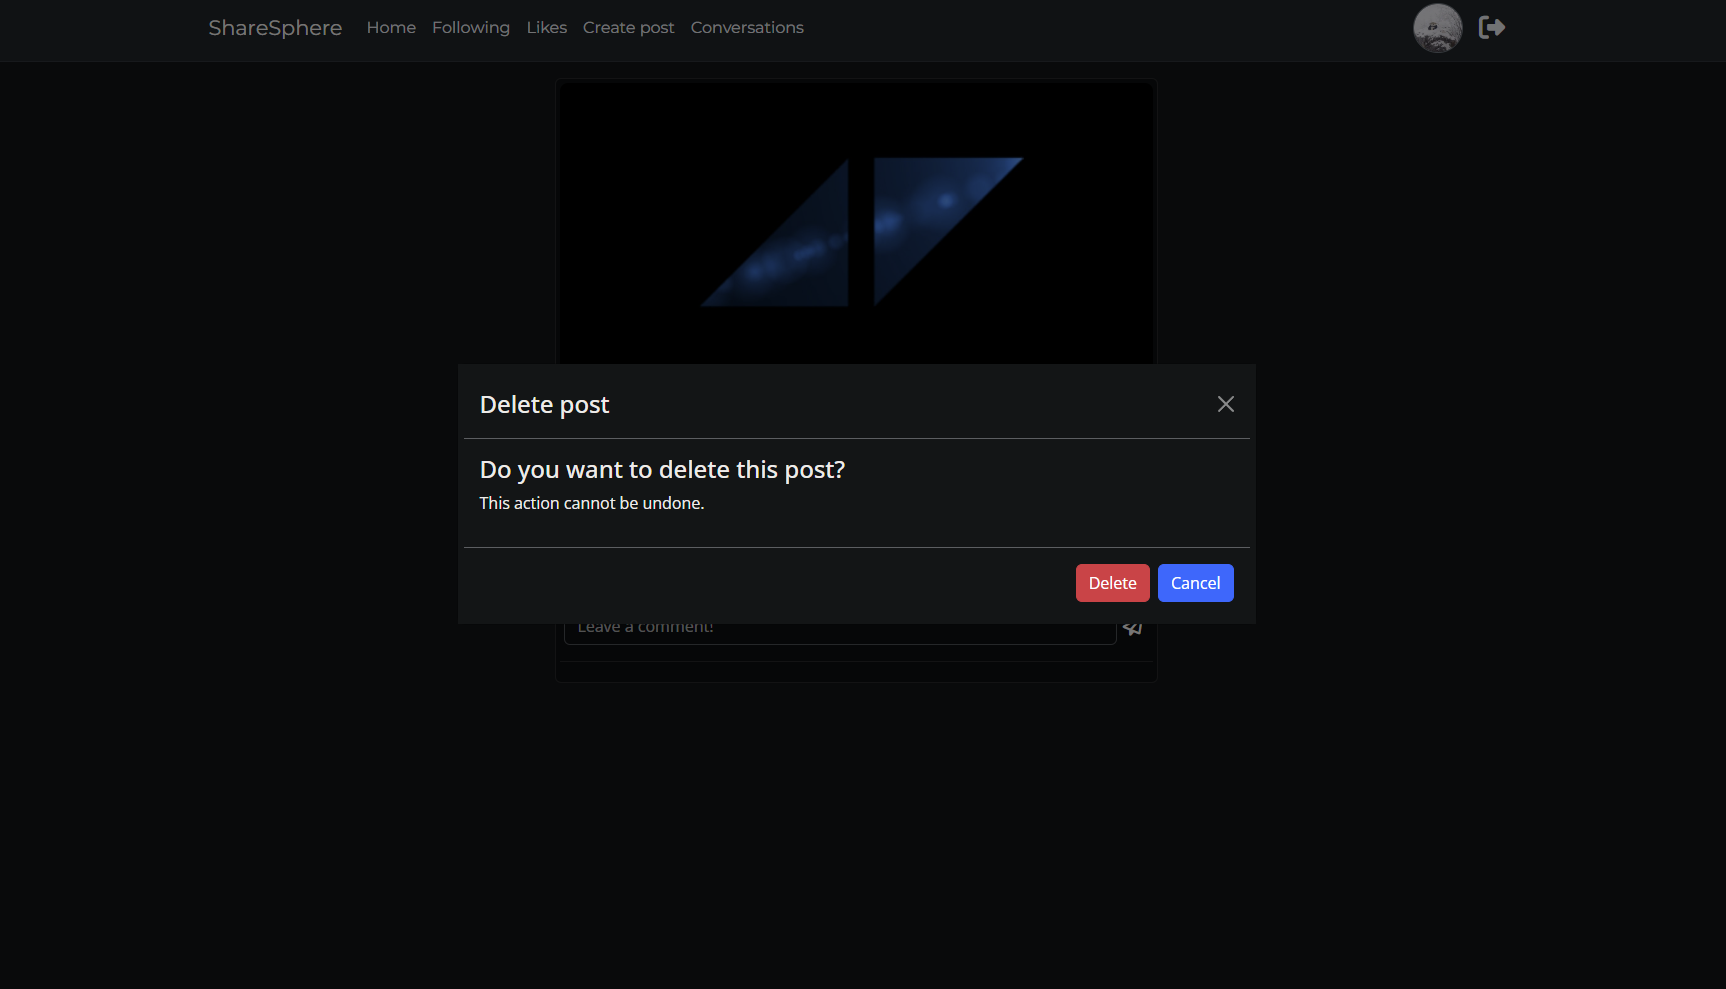 ShareSphere Home Following Likes Create post Conversations
Delete post
Do you want to delete this post?
This action cannot be undone.
Delete Cancel
Leave a comment!